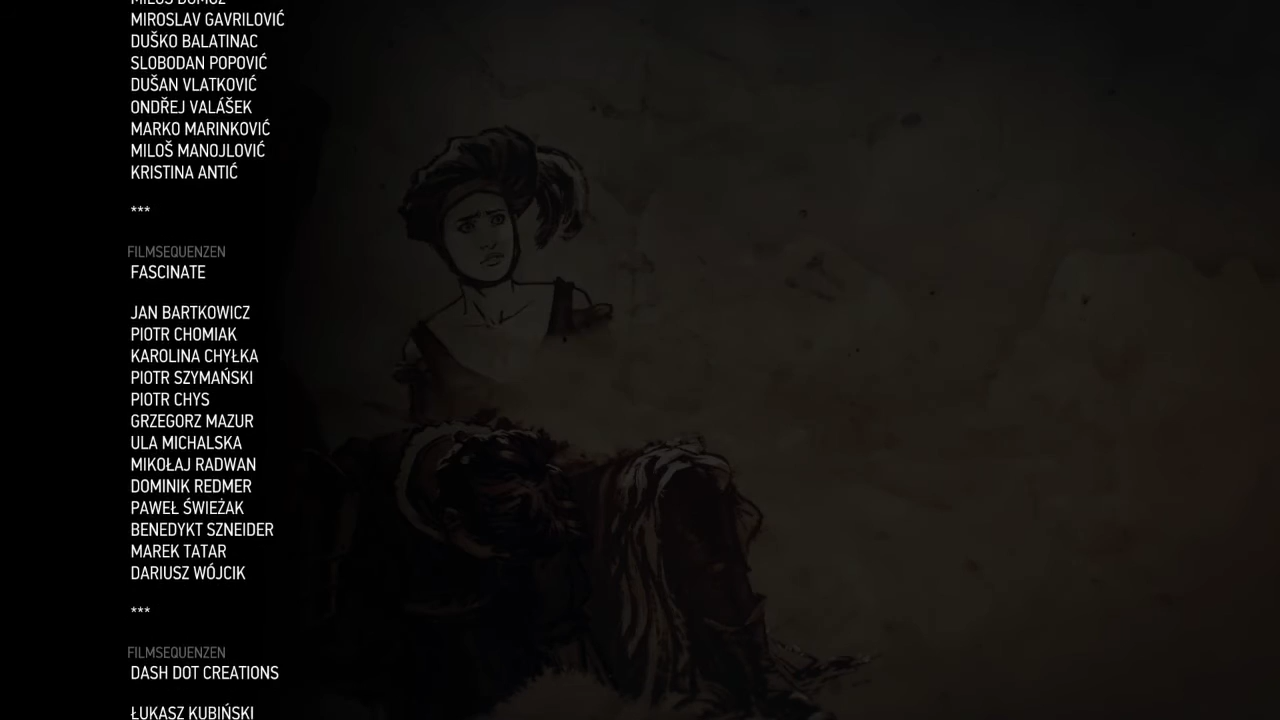 MIROSLAV GAVRILOVIĆ
DUŠKO BALATINAC
SLOBODAN POPOVIĆ
DUŠAN VLATKOVIĆ
ONDŘEJ VALÁŠEK
MARKO MARINKOVIĆ
MILOŠ MANOJLOVIĆ
KRISTINA ANTIĆ
***
FILMSEQUENZEN
FASCINATE
JAN BARTKOWICZ
PIOTR CHOMIAK
KAROLINA CHYŁKA
PIOTR SZYMAŃSKI
PIOTR CHYS
GRZEGORZ MAZUR
ULA MICHALSKA
MIKOŁAJ RADWAN
DOMINIK REDMER
PAWEŁ ŚWIEŻAK
BENEDYKT SZNEIDER
MAREK TATAR
DARIUSZ WÓJCIK
***
FILMSEQUENZEN
DASH DOT CREATIONS
ŁUKASZ KUBIŃSKI